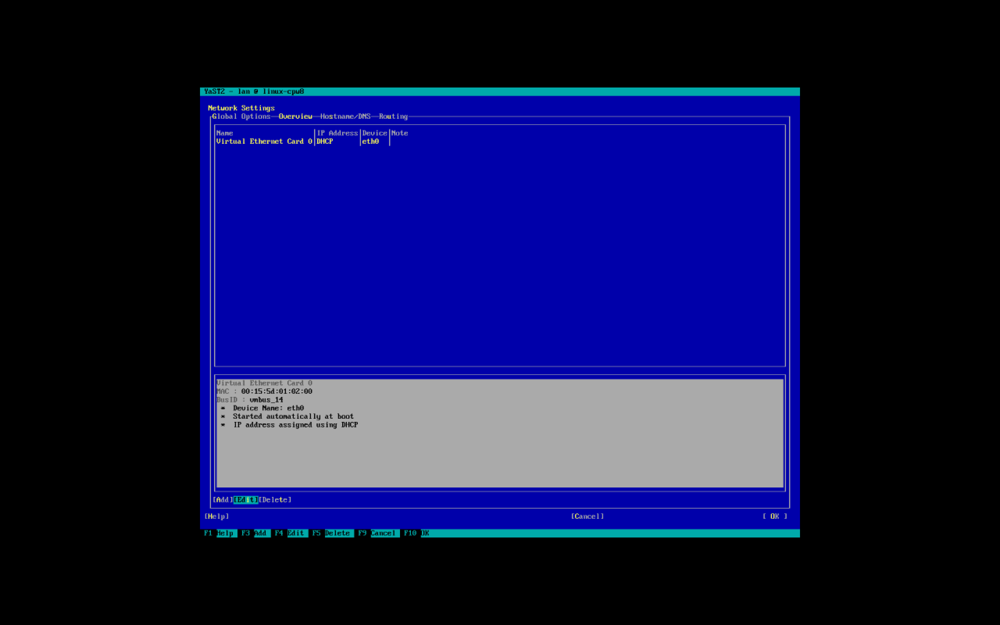 YaST2 - lan @ linux-cpw8
Network Settings
Global Options Overview Hostname/DNS Routing
Name IP Address Device Note
Virtual Ethernet Card 0 DHCP eth0
Virtual Ethernet Card 0
MAC : 00:15:5d:01:02:00
BusID : vmbus_14
* Device Name: eth0
* Started automatically at boot
* IP address assigned using DHCP
[Add][Edit][Delete]
[Help] [Cancel] [ OK ]
F1 Help F3 Add F4 Edit F5 Delete F9 Cancel F10 OK